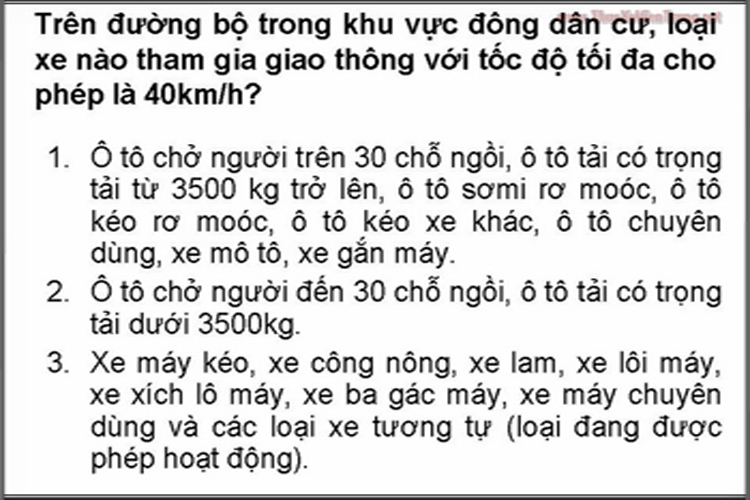 Trên đường bộ trong khu vực đông dân cư, loại
xe nào tham gia giao thông với tốc độ tối đa cho
phép là 40km/h?
1. Ô tô chở người trên 30 chỗ ngồi, ô tô tải có trọng
tải từ 3500 kg trở lên, ô tô sơmi rơ moóc, ô tô
kéo rơ moóc, ô tô kéo xe khác, ô tô chuyên
dùng, xe mô tô, xe gắn máy.
2. Ô tô chở người đến 30 chỗ ngồi, ô tô tải có trọng
tải dưới 3500kg.
3. Xe máy kéo, xe công nông, xe lam, xe lôi máy,
xe xích lô máy, xe ba gác máy, xe máy chuyên
dùng và các loại xe tương tự (loại đang được
phép hoạt động).